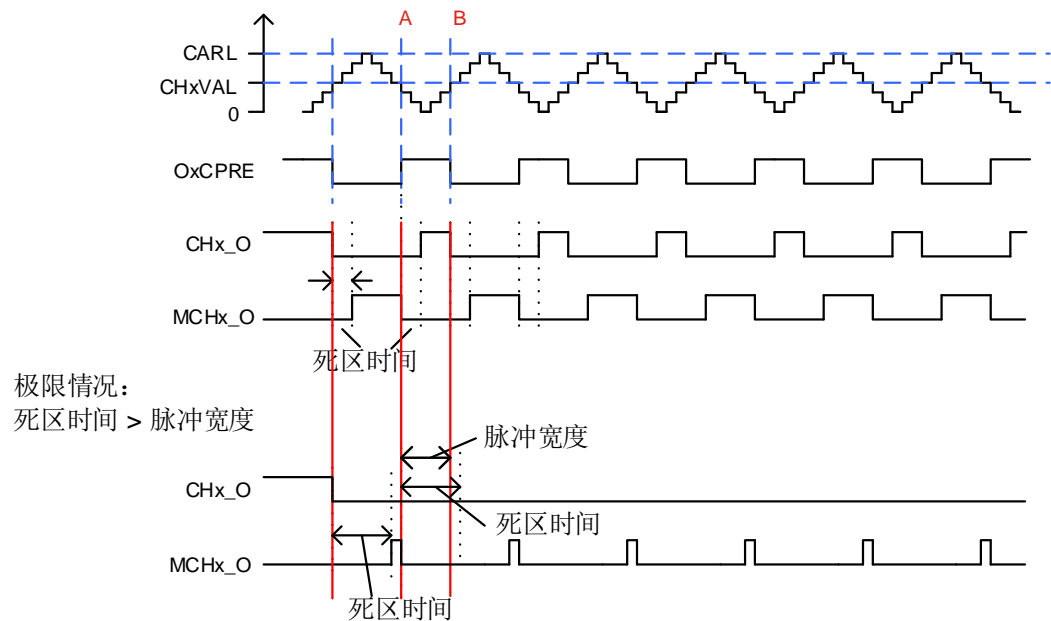 A B
CARL
CHxVAL
0
OxCPRE
CHx_O
MCHx_O
死区时间
极限情况：
死区时间 > 脉冲宽度
脉冲宽度
CHx_O
死区时间
MCHx_O
死区时间